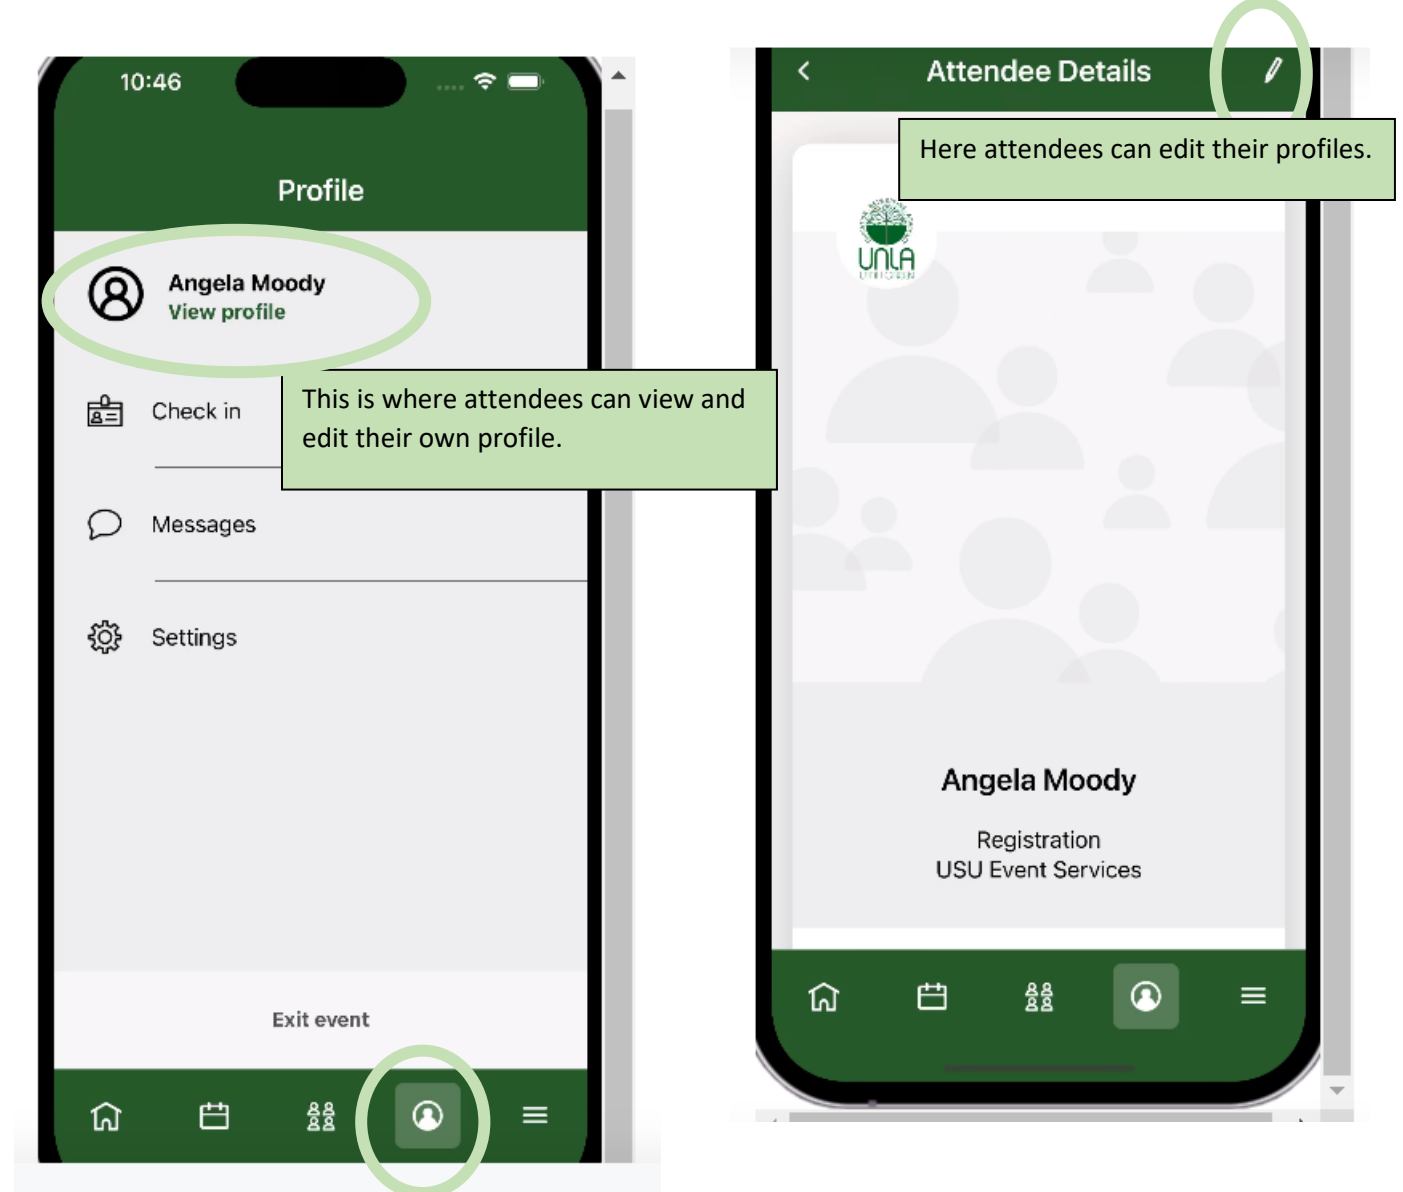 10:46
Profile
Angela Moody
View profile
Check in
This is where attendees can view and
edit their own profile.
Messages
Settings
Exit event
Attendee Details
Here attendees can edit their profiles.
UNLA
Angela Moody
Registration
USU Event Services